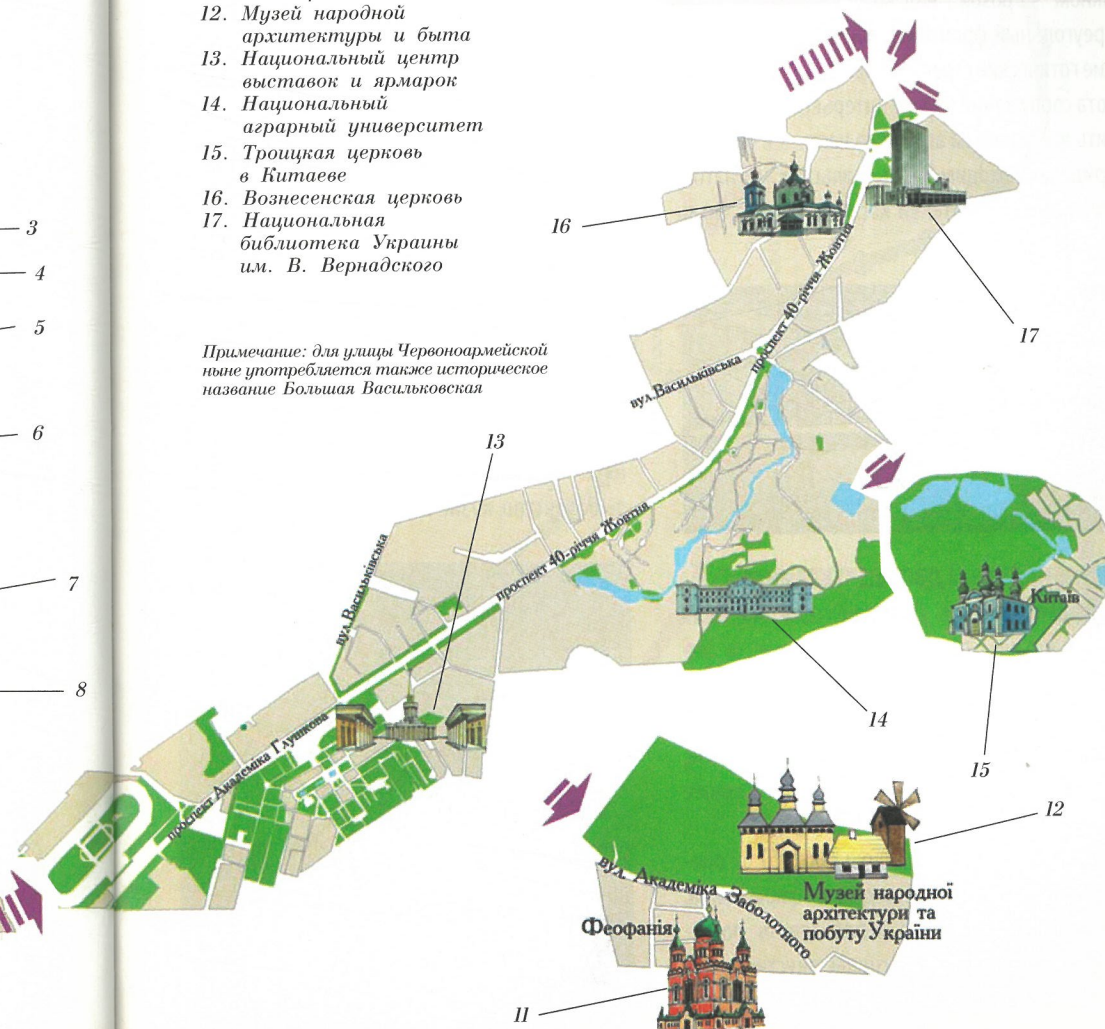 12. Музей народной
архитектуры и быта
13. Национальный центр
выставок и ярмарок
14. Национальный
аграрный университет
15. Троицкая церковь
в Китаеве
16. Вознесенская церковь
17. Национальная
библиотека Украины
им. В. Вернадского
Примечание: для улицы Червоноармейской
ныне употребляется также историческое
название Большая Васильковская
3
4
5
6
7
8
16
17
проспект 40-річчя Жовтня
вул.Васильківська
13
проспект 40-річчя Жовтня
вул.Васильківська
Китаїв
14
15
проспект Академіка Глушкова
12
вул. Академіка Заболотного
Музей народної
архітектури та
побуту України
Феофанія
11